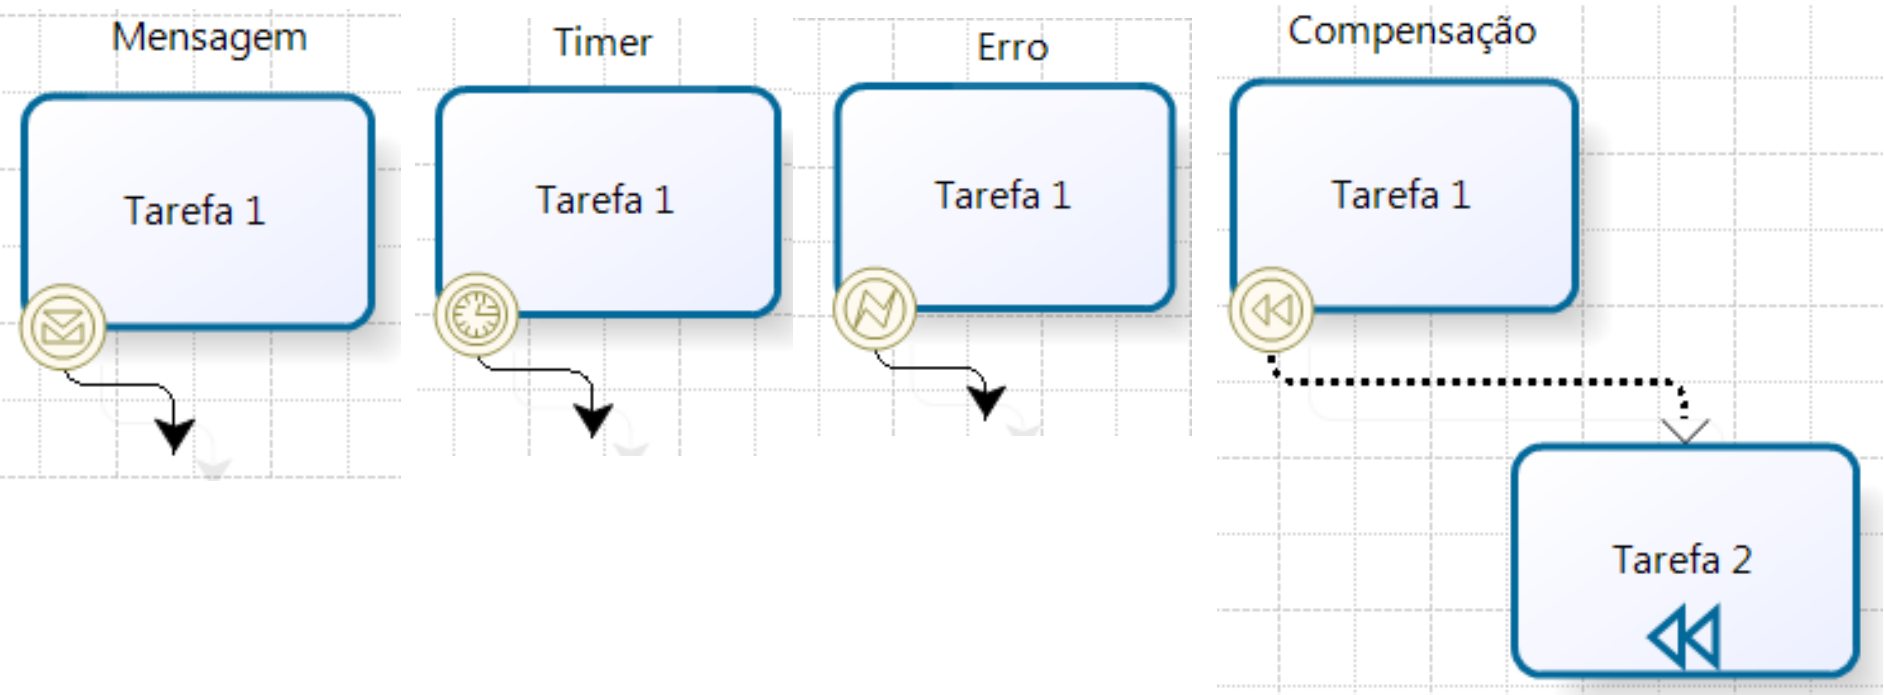 Mensagem
Tarefa 1
Timer
Tarefa 1
Erro
Tarefa 1
Compensação
Tarefa 1
Tarefa 2